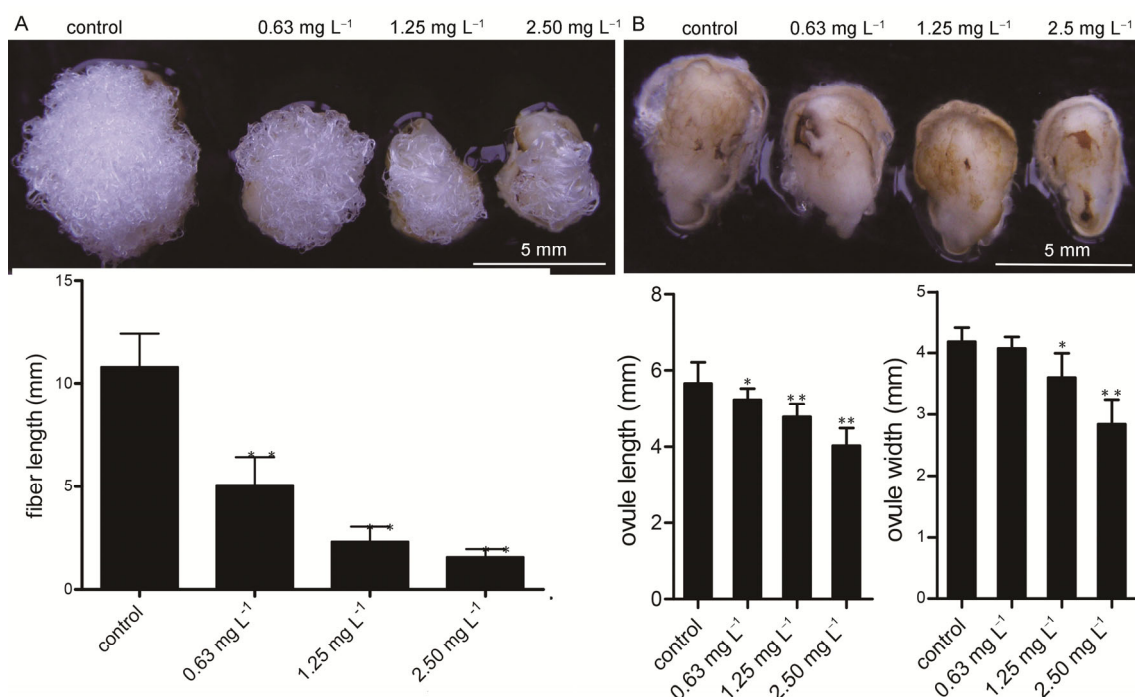 A
control 0.63 mg L⁻¹ 1.25 mg L⁻¹ 2.50 mg L⁻¹
5 mm
15
10
5
0
fiber length (mm)
* *
* *
* *
control
0.63 mg L⁻¹
1.25 mg L⁻¹
2.50 mg L⁻¹
B
control 0.63 mg L⁻¹ 1.25 mg L⁻¹ 2.5 mg L⁻¹
5 mm
8
6
4
2
0
ovule length (mm)
*
**
**
control
0.63 mg L⁻¹
1.25 mg L⁻¹
2.50 mg L⁻¹
5
4
3
2
1
0
ovule width (mm)
*
**
control
0.63 mg L⁻¹
1.25 mg L⁻¹
2.50 mg L⁻¹